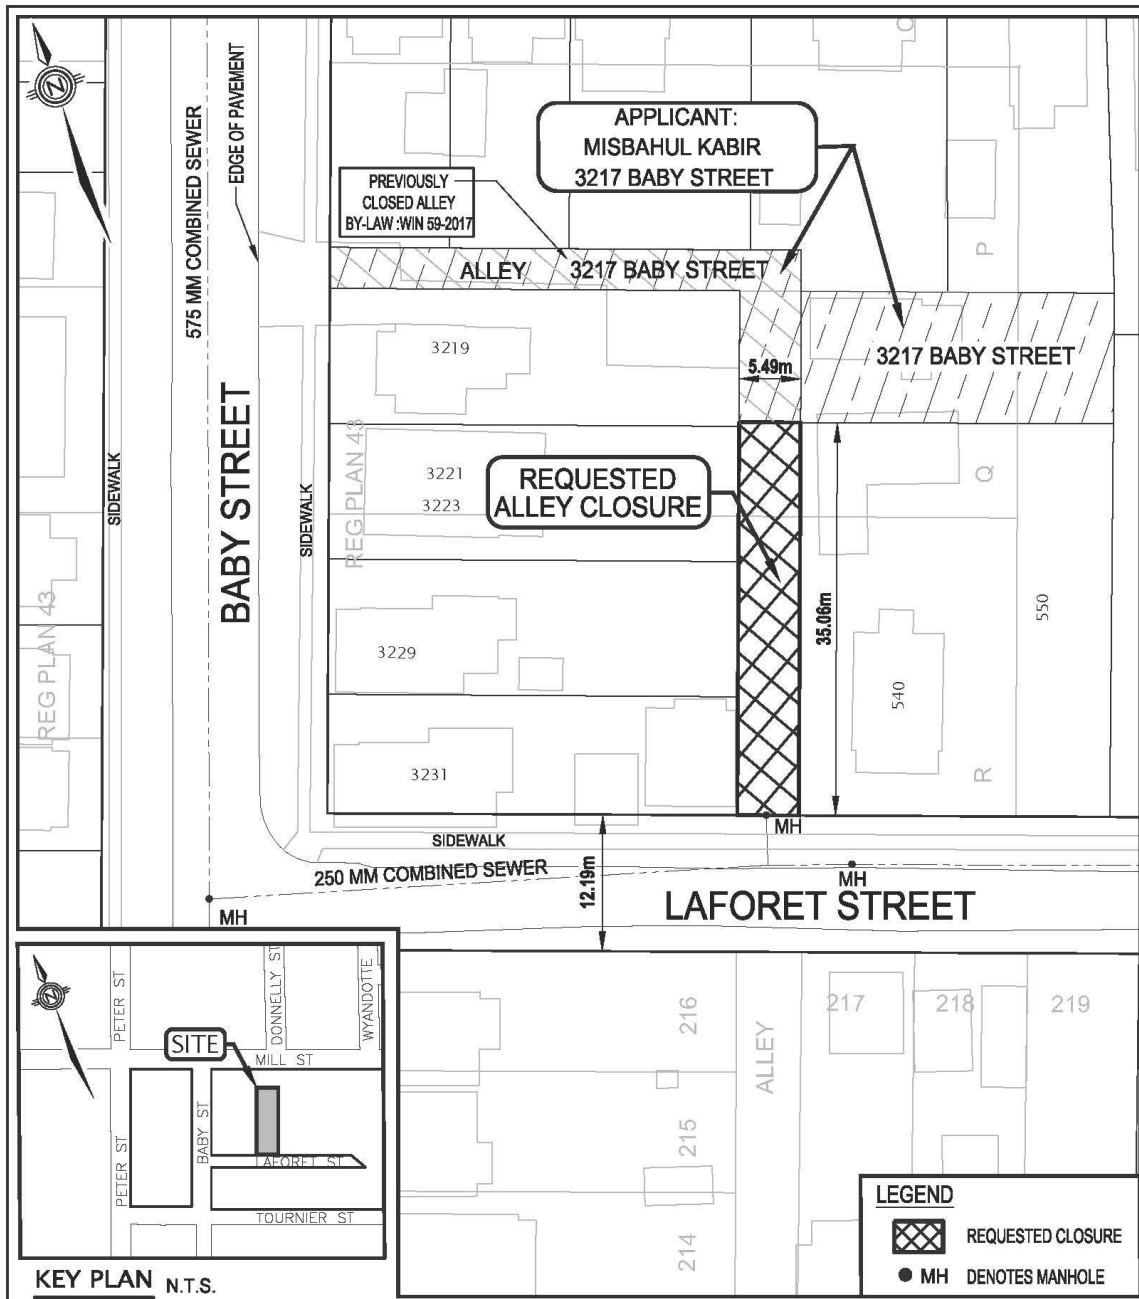 N
575 MM COMBINED SEWER
EDGE OF PAVEMENT
APPLICANT:
MISBAHUL KABIR
3217 BABY STREET
PREVIOUSLY
CLOSED ALLEY
BY-LAW :WIN 59-2017
ALLEY
3217 BABY STREET
O
P
3217 BABY STREET
3219
5.49m
BABY STREET
SIDEWALK
SIDEWALK
REG PLAN 43
3221
3223
REQUESTED
ALLEY CLOSURE
Q
35.06m
550
REG PLAN 43
3229
540
3231
R
MH
SIDEWALK
250 MM COMBINED SEWER
12.19m
MH
LAFORET STREET
MH
N
PETER ST
DONNELLY ST
WYANDOTTE
SITE
MILL ST
BABY ST
PETER ST
LAFORET ST
TOURNIER ST
KEY PLAN N.T.S.
216
ALLEY
217
218
219
215
214
LEGEND
REQUESTED CLOSURE
MH DENOTES MANHOLE